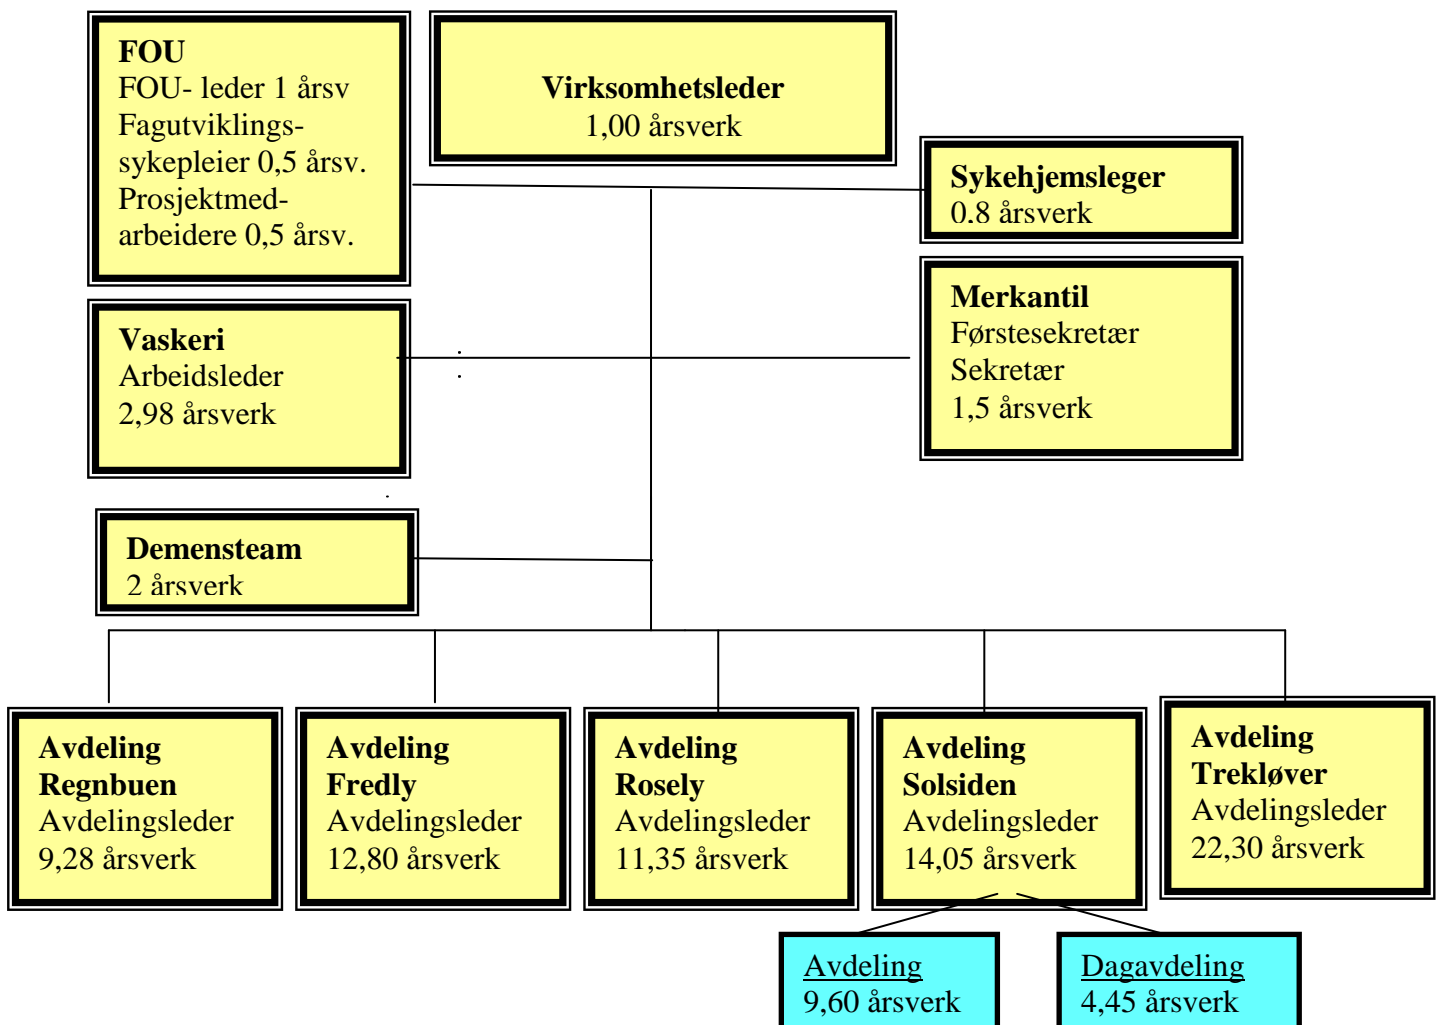 FOU
FOU- leder 1 årsv
Fagutviklings-
sykepleier 0,5 årsv.
Prosjektmed-
arbeidere 0,5 årsv.
Virksomhetsleder
1,00 årsverk
Sykehjemsleger
0,8 årsverk
Vaskeri
Arbeidsleder
2,98 årsverk
Merkantil
Førstesekretær
Sekretær
1,5 årsverk
Demensteam
2 årsverk
Avdeling
Regnbuen
Avdelingsleder
9,28 årsverk
Avdeling
Fredly
Avdelingsleder
12,80 årsverk
Avdeling
Rosely
Avdelingsleder
11,35 årsverk
Avdeling
Solsiden
Avdelingsleder
14,05 årsverk
Avdeling
Trekløver
Avdelingsleder
22,30 årsverk
Avdeling
9,60 årsverk
Dagavdeling
4,45 årsverk